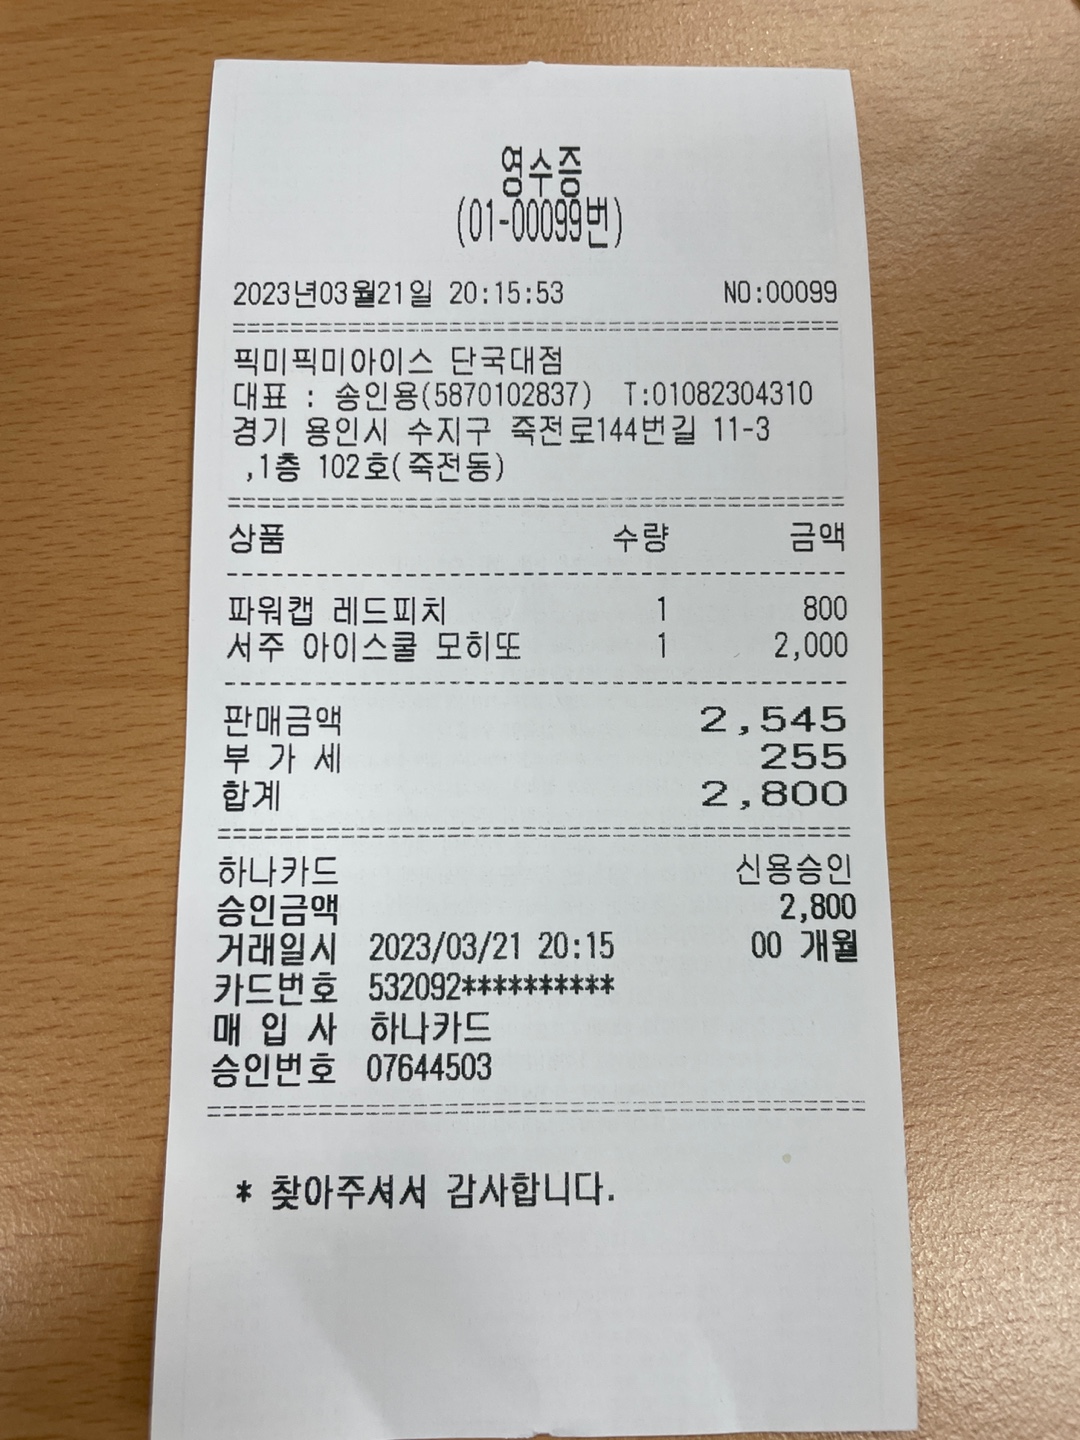 영수증
(01-00099번)
2023년03월21일 20:15:53 NO:00099
픽미픽미아이스 단국대점
대표 : 송인용(5870102837) T:01082304310
경기 용인시 수지구 죽전로144번길 11-3
,1층 102호(죽전동)
상품 수량 금액
파워캡 레드피치 1 800
서주 아이스쿨 모히또 1 2,000
판매금액 2,545
부 가 세 255
합계 2,800
하나카드 신용승인
승인금액 2,800
거래일시 2023/03/21 20:15 00 개월
카드번호 532092**********
매 입 사 하나카드
승인번호 07644503
* 찾아주셔서 감사합니다.